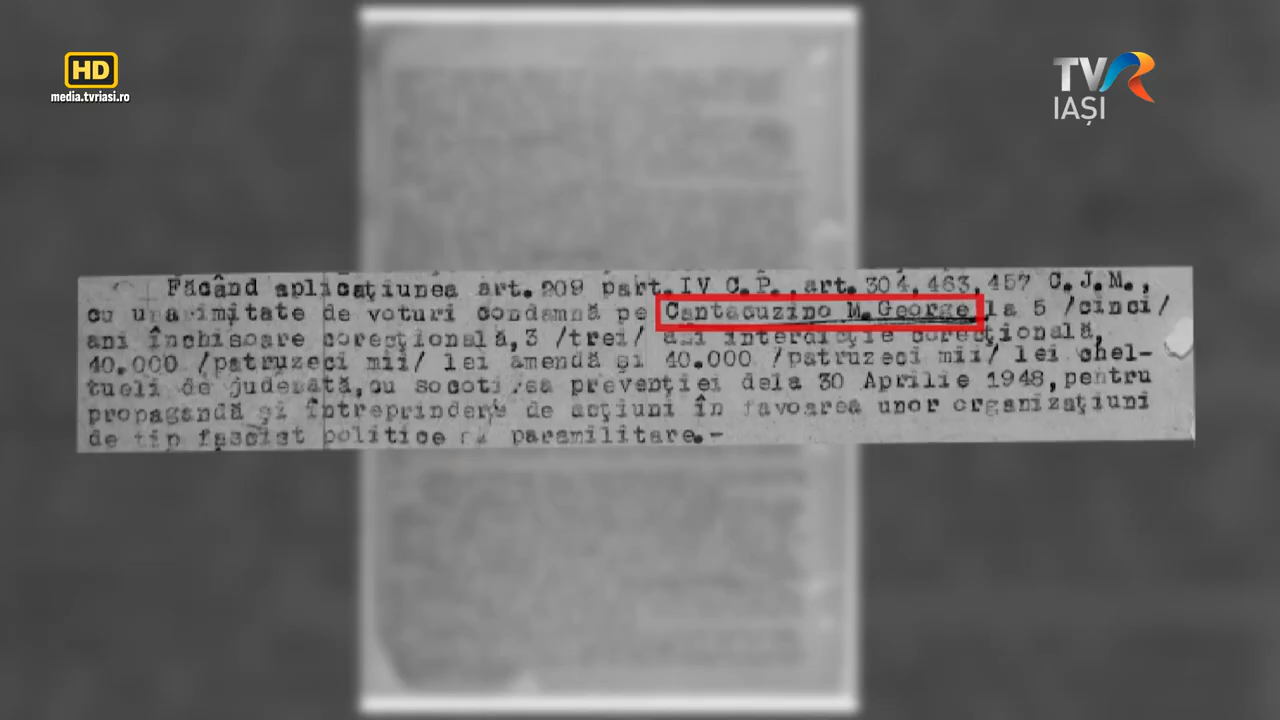 HD
media.tvriasi.ro
TVR
IAȘI
Făcând aplicațiunea art.209 part.IV C.P. art.304,463,457 C.J.M.,
cu unanimitate de voturi condamnă pe Cantacuzino M.George la 5 /cinci/
ani închisoare corecțională,3 /trei/ ani interdicție corecțională,
40.000 /patruzeci mii/ lei amendă și 40.000 /patruzeci mii/ lei chel-
tueli de judecată,cu socotirea prevenției dela 30 Aprilie 1948,pentru
propagandă și întreprindere de acțiuni în favoarea unor organizațiuni
de tip fascist politice paramilitare.-